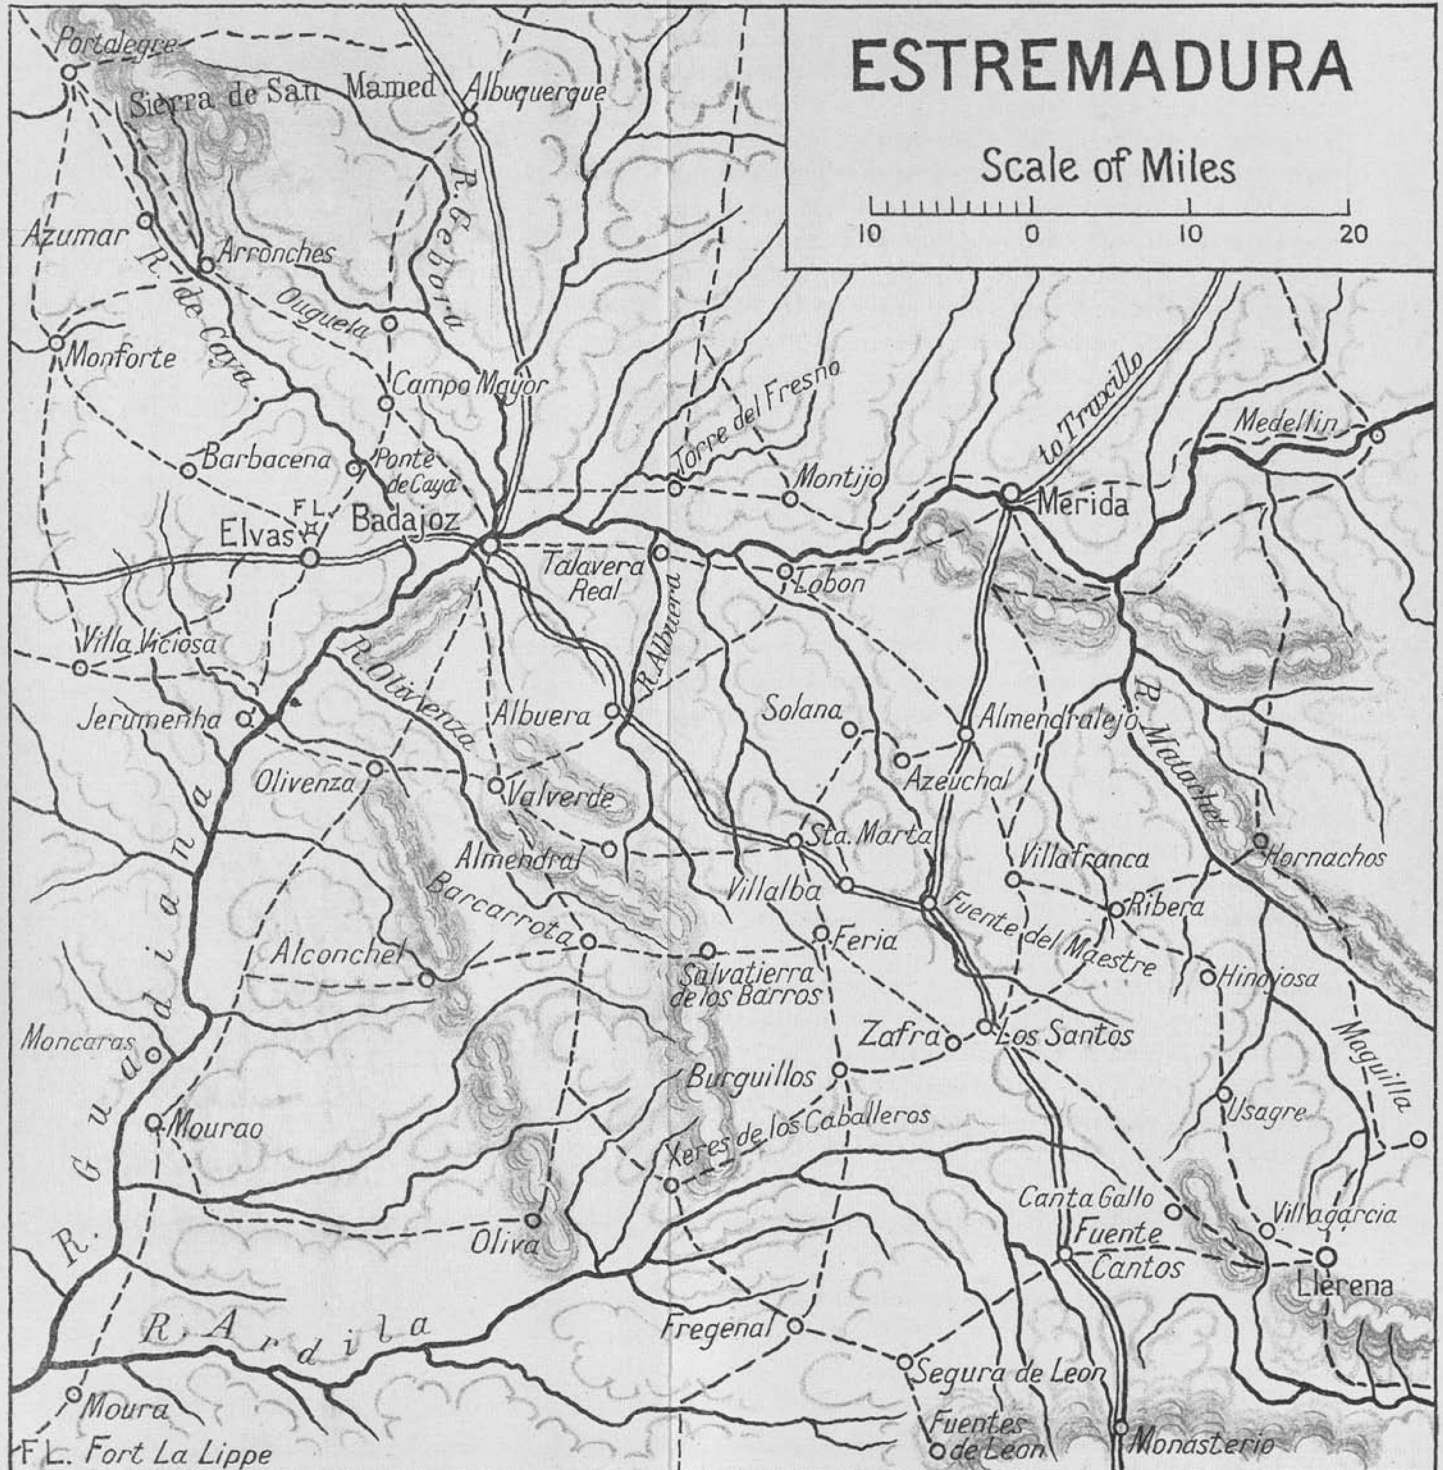 ESTREMADURA
Scale of Miles
10 0 10 20
Portalegre
Sierra de San Mamed
Albuquerque
R. Gebora
Azumar
Arronches
R. de Caya.
Ouguela
Monforte
Campo Mayor
Torre del Fresno
to Truxillo
Medellin
Barbacena
Ponte
de Caya
Montijo
Merida
F L.
Elvas
Badajoz
Talavera
Real
Lobon
R. Albuera
Villa Viciosa
R. Olivenza
Jerumenha
Albuera
Solana
Almendralejo
R. Matachel
Olivenza
Valverde
Azeuchal
Almendral
Sta. Marta
Villafranca
Hornachos
Barcarrota
Villalba
Ribera
Fuente del Maestre
Alconchel
Salvatierra
de los Barros
Feria
Hinojosa
Moncaras
Zafra
Los Santos
Maguilla
Burguillos
Usagre
Mourao
Xeres de los Caballeros
R. Guadiana
Canta Gallo
Villagarcia
Oliva
Fuente
Cantos
Llerena
R. Ardila
Fregenal
Segura de Leon
Moura
Fuentes
de Leon
Monasterio
F L. Fort La Lippe